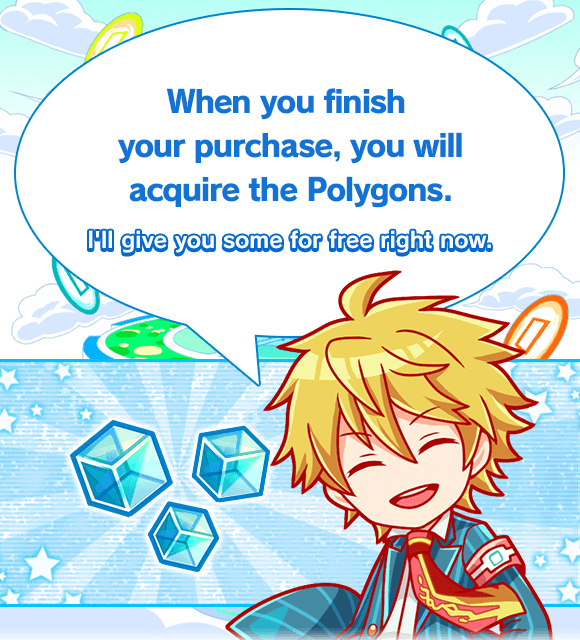 When you finish
your purchase, you will
acquire the Polygons.
I'll give you some for free right now.